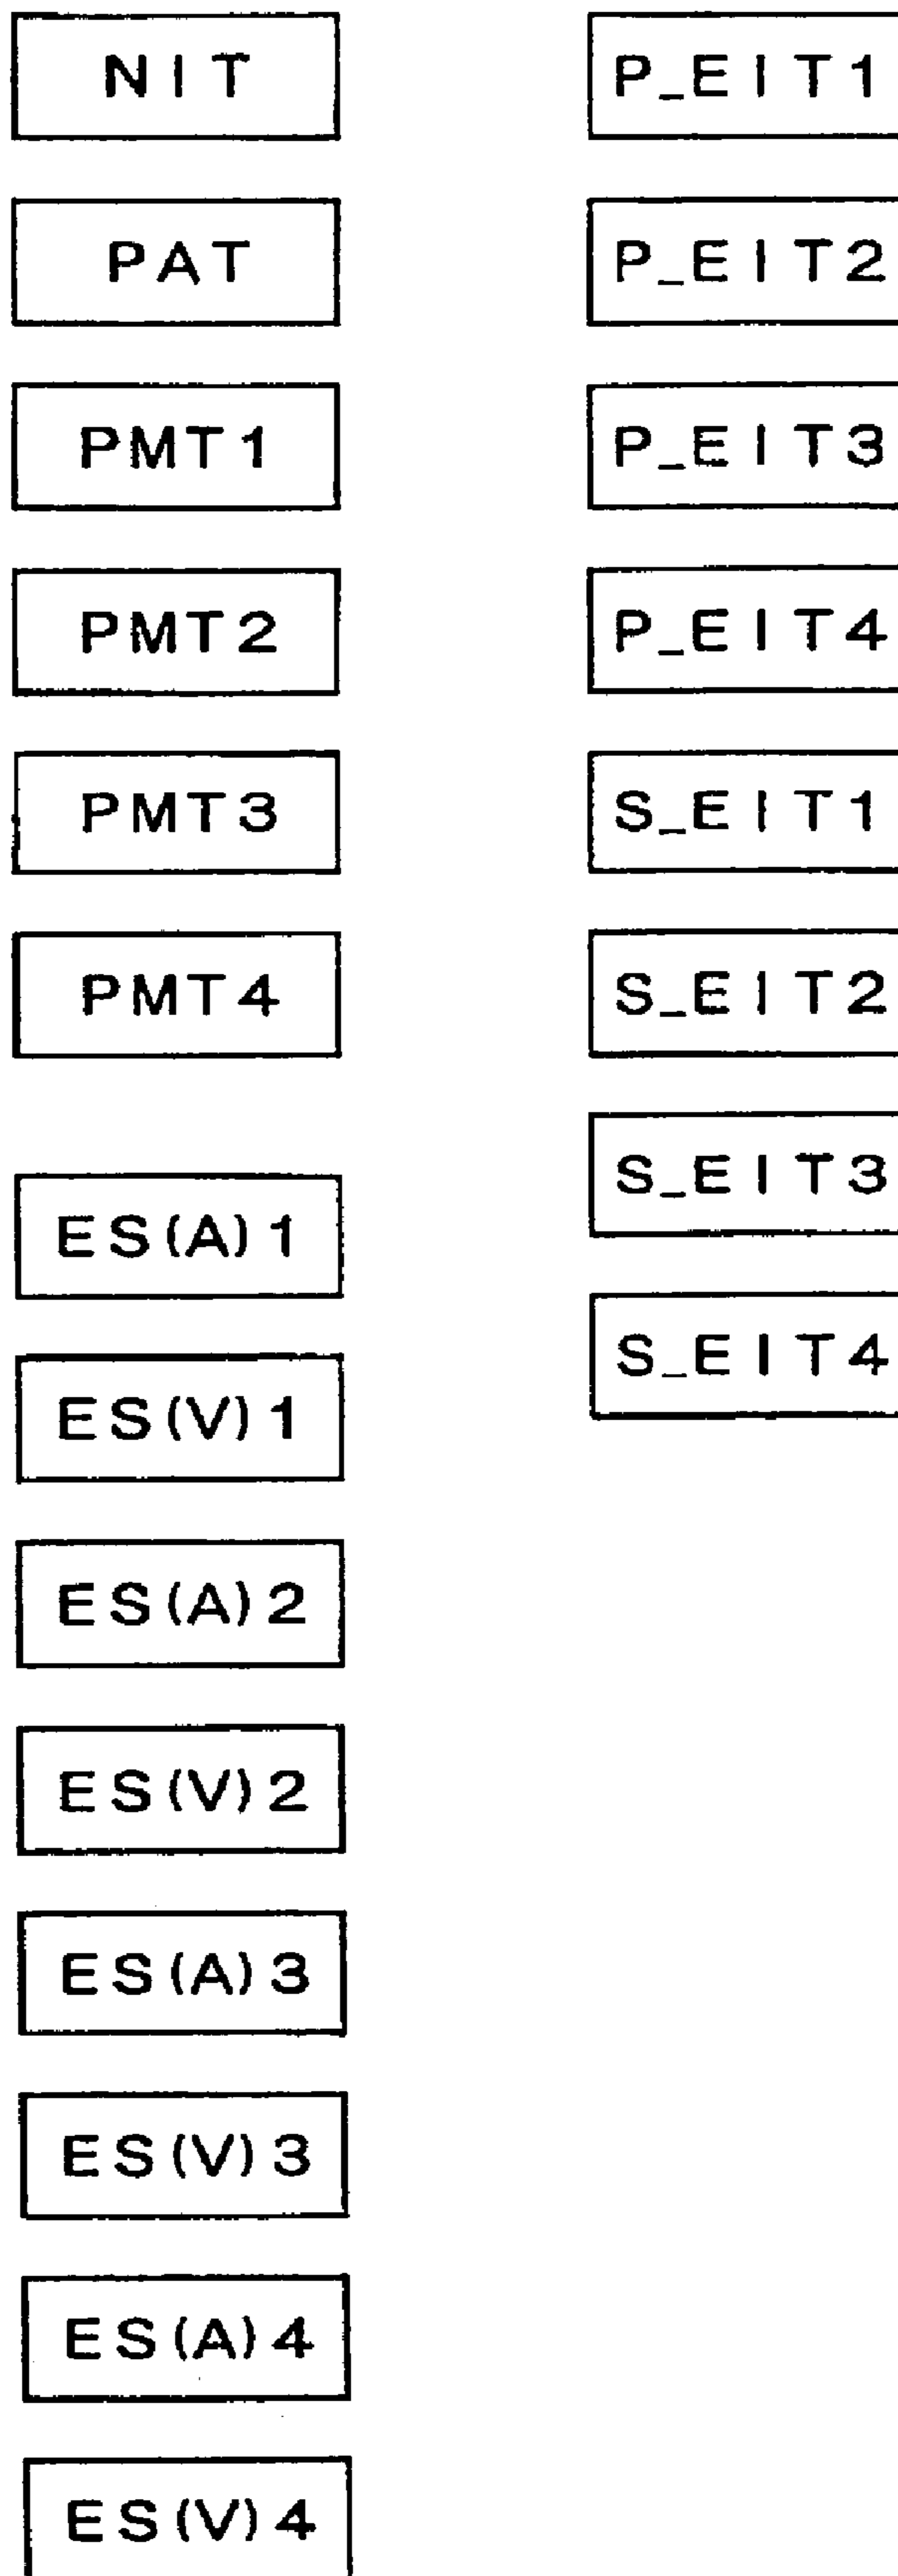 NIT
PAT
PMT1
PMT2
PMT3
PMT4
ES(A)1
ES(V)1
ES(A)2
ES(V)2
ES(A)3
ES(V)3
ES(A)4
ES(V)4
P_EIT1
P_EIT2
P_EIT3
P_EIT4
S_EIT1
S_EIT2
S_EIT3
S_EIT4